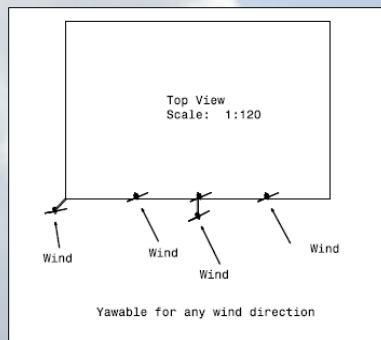 Top View
Scale: 1:120
Wind
Wind
Wind
Wind
Yawable for any wind direction